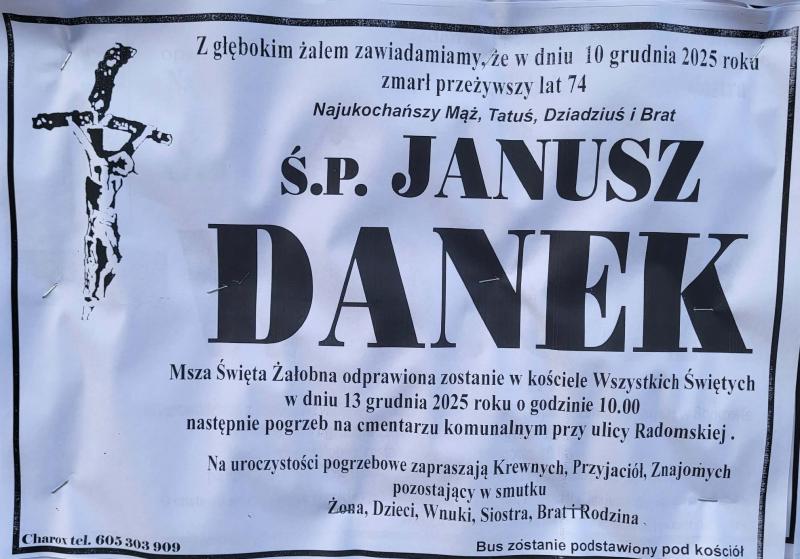 Z głębokim żalem zawiadamiamy, że w dniu 10 grudnia 2025 roku
zmarł przeżywszy lat 74
Najukochańszy Mąż, Tatuś, Dziadziuś i Brat
Ś.P. JANUSZ
DANEK
Msza Święta Żałobna odprawiona zostanie w kościele Wszystkich Świętych
w dniu 13 grudnia 2025 roku o godzinie 10.00
następnie pogrzeb na cmentarzu komunalnym przy ulicy Radomskiej .
Na uroczystości pogrzebowe zapraszają Krewnych, Przyjaciół, Znajomych
pozostający w smutku
Żona, Dzieci, Wnuki, Siostra, Brat i Rodzina
Charox tel. 605 303 909
Bus zostanie podstawiony pod kościół